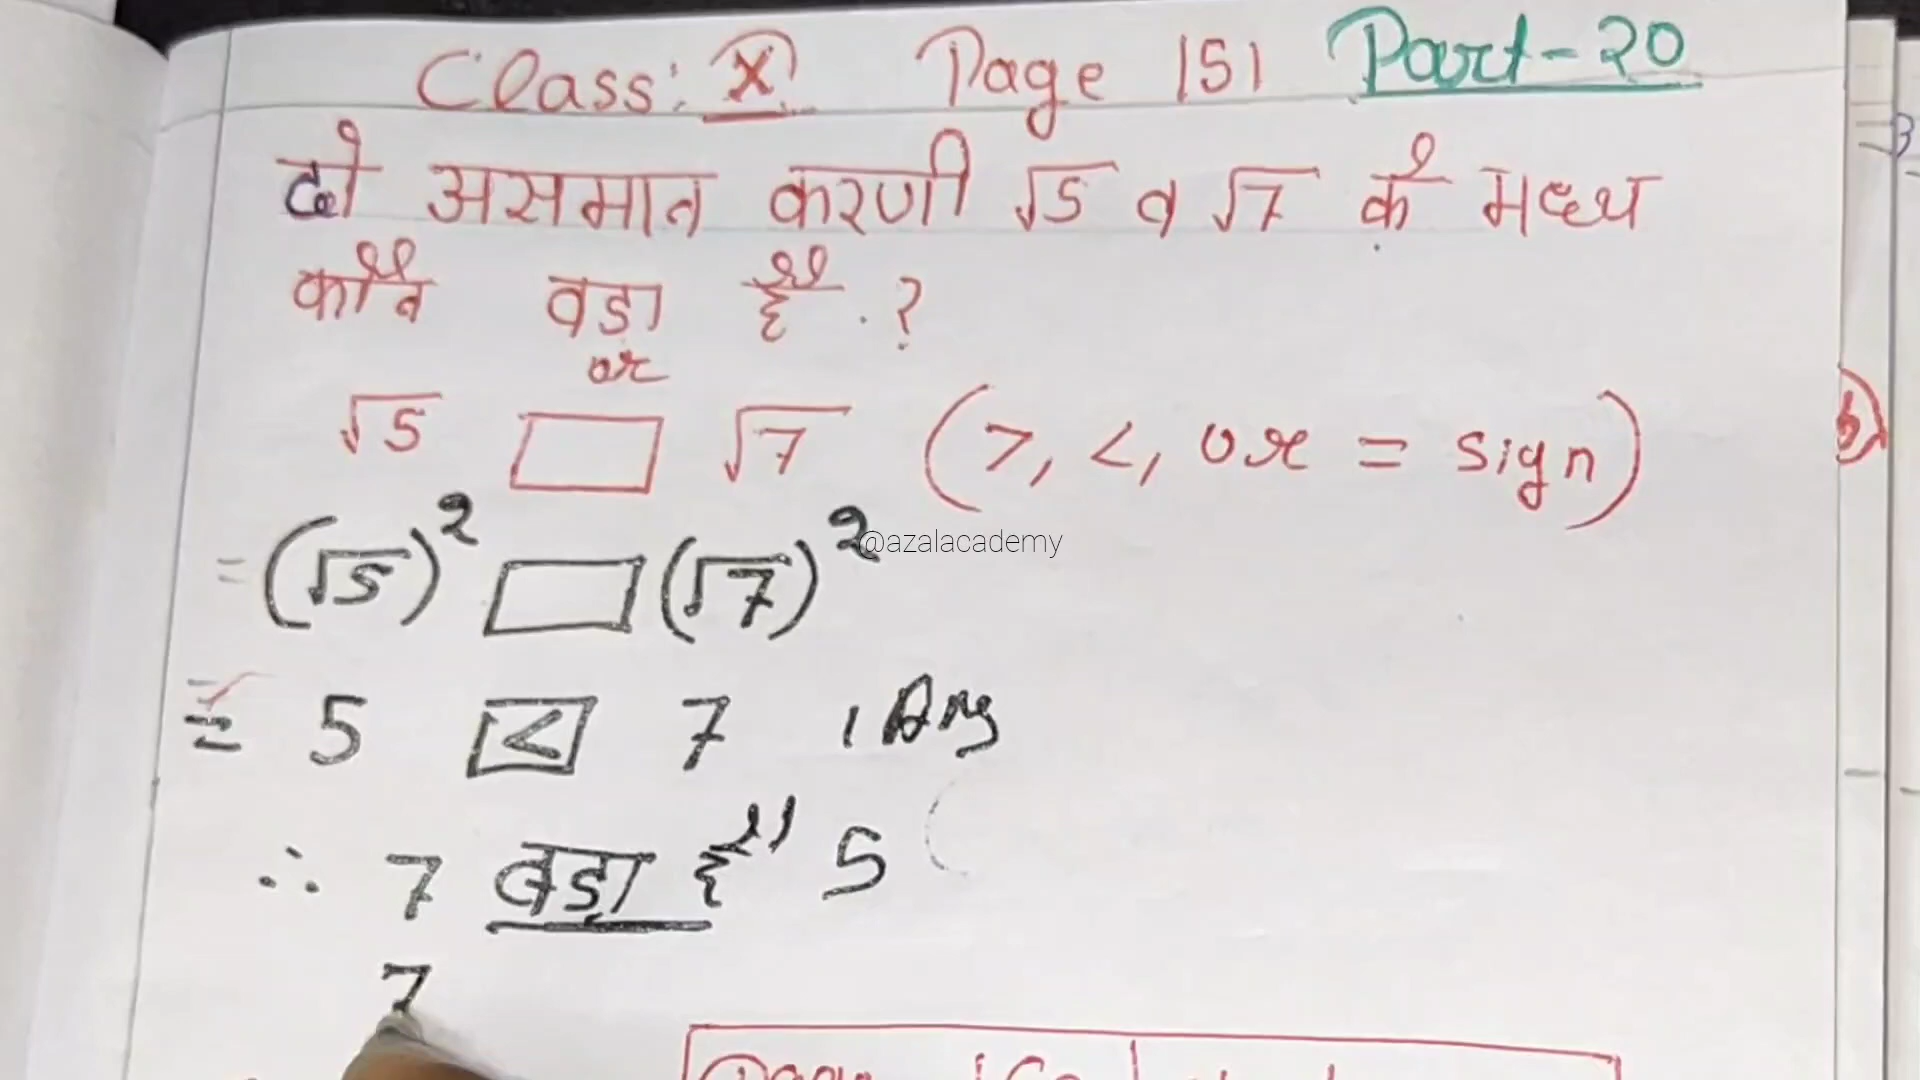 Class: X Page 151 Part-20
दो असमान करणी √5 व √7 के मध्य
कौन बडा है ?
or
√5 □ √7 (>, <, or = sign)
= (√5)² □ (√7)²
@azalacademy
= 5 < 7 , Ans
∴ 7 बडा है 5
7